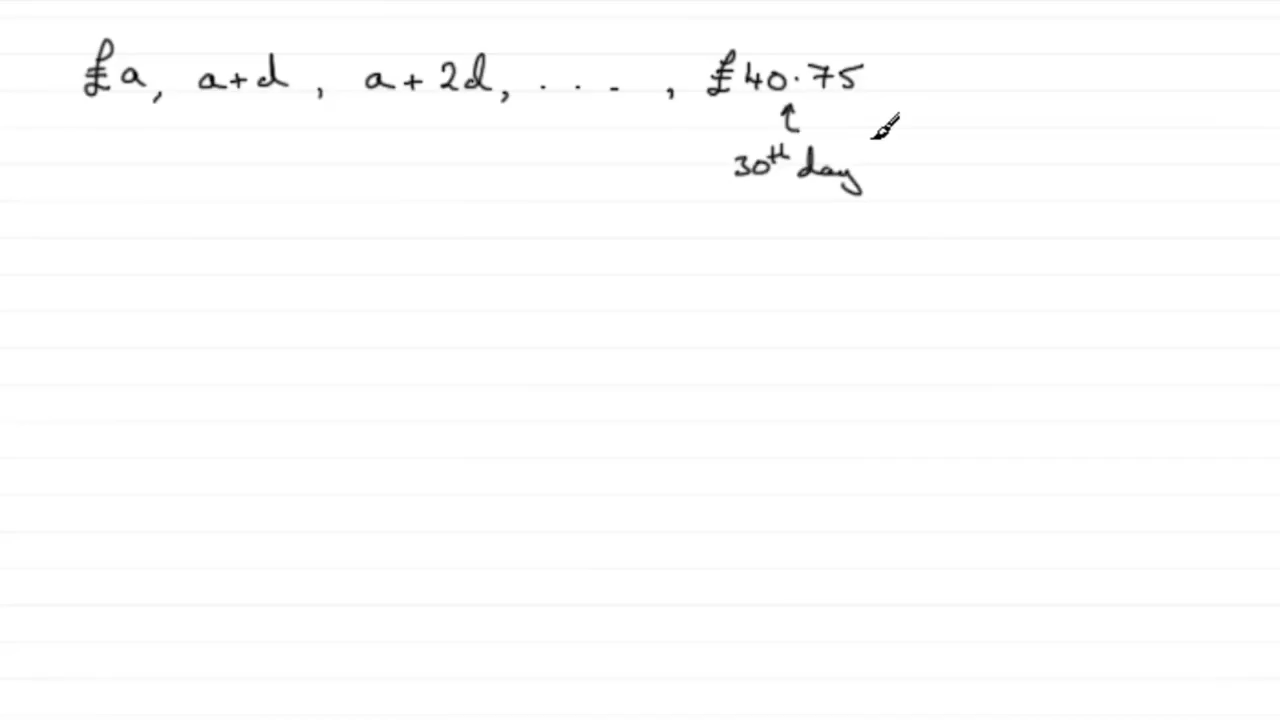 £a, a+d, a+2d, . . . , £40.75
30th day